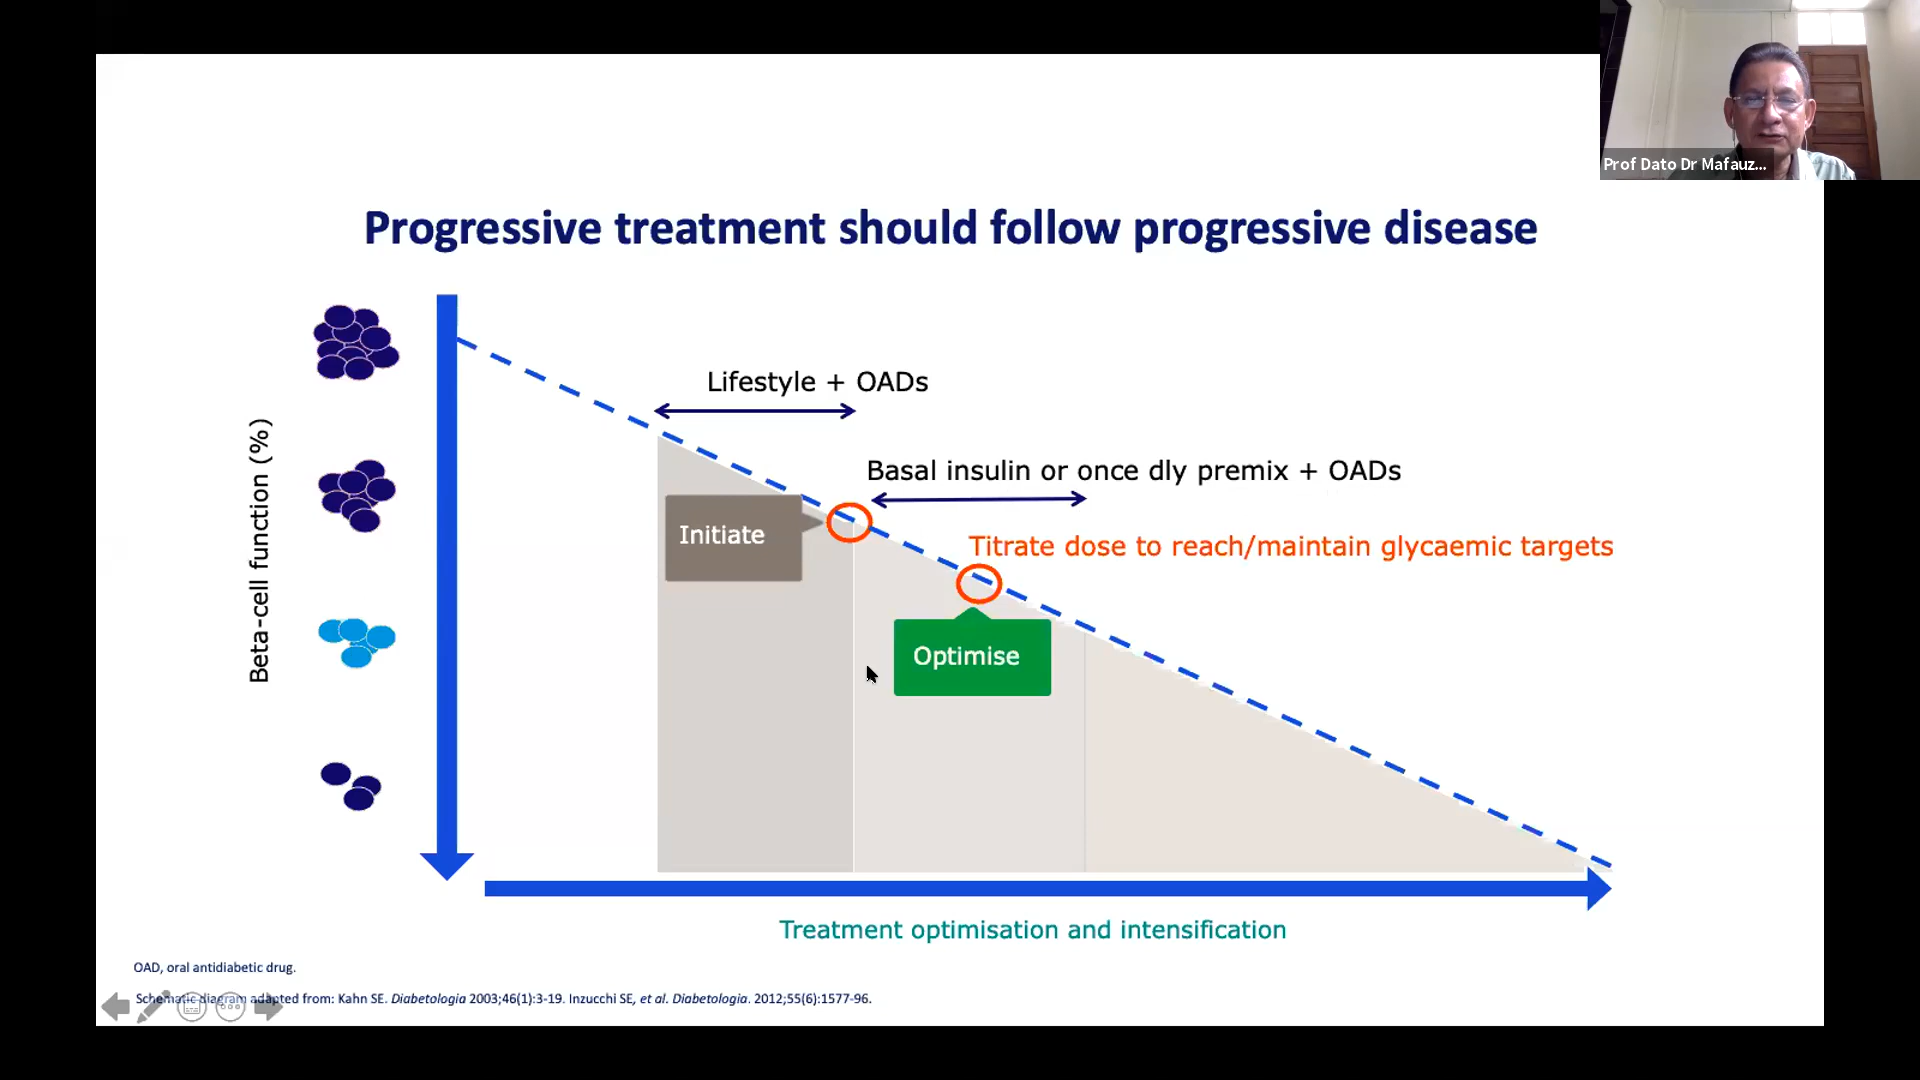 Prof Dato Dr Mafauz...
Progressive treatment should follow progressive disease
Lifestyle + OADs
Basal insulin or once dly premix + OADs
Initiate
Titrate dose to reach/maintain glycaemic targets
Optimise
Beta-cell function (%)
Treatment optimisation and intensification
OAD, oral antidiabetic drug.
Schematic diagram adapted from: Kahn SE. Diabetologia 2003;46(1):3-19. Inzucchi SE, et al. Diabetologia. 2012;55(6):1577-96.